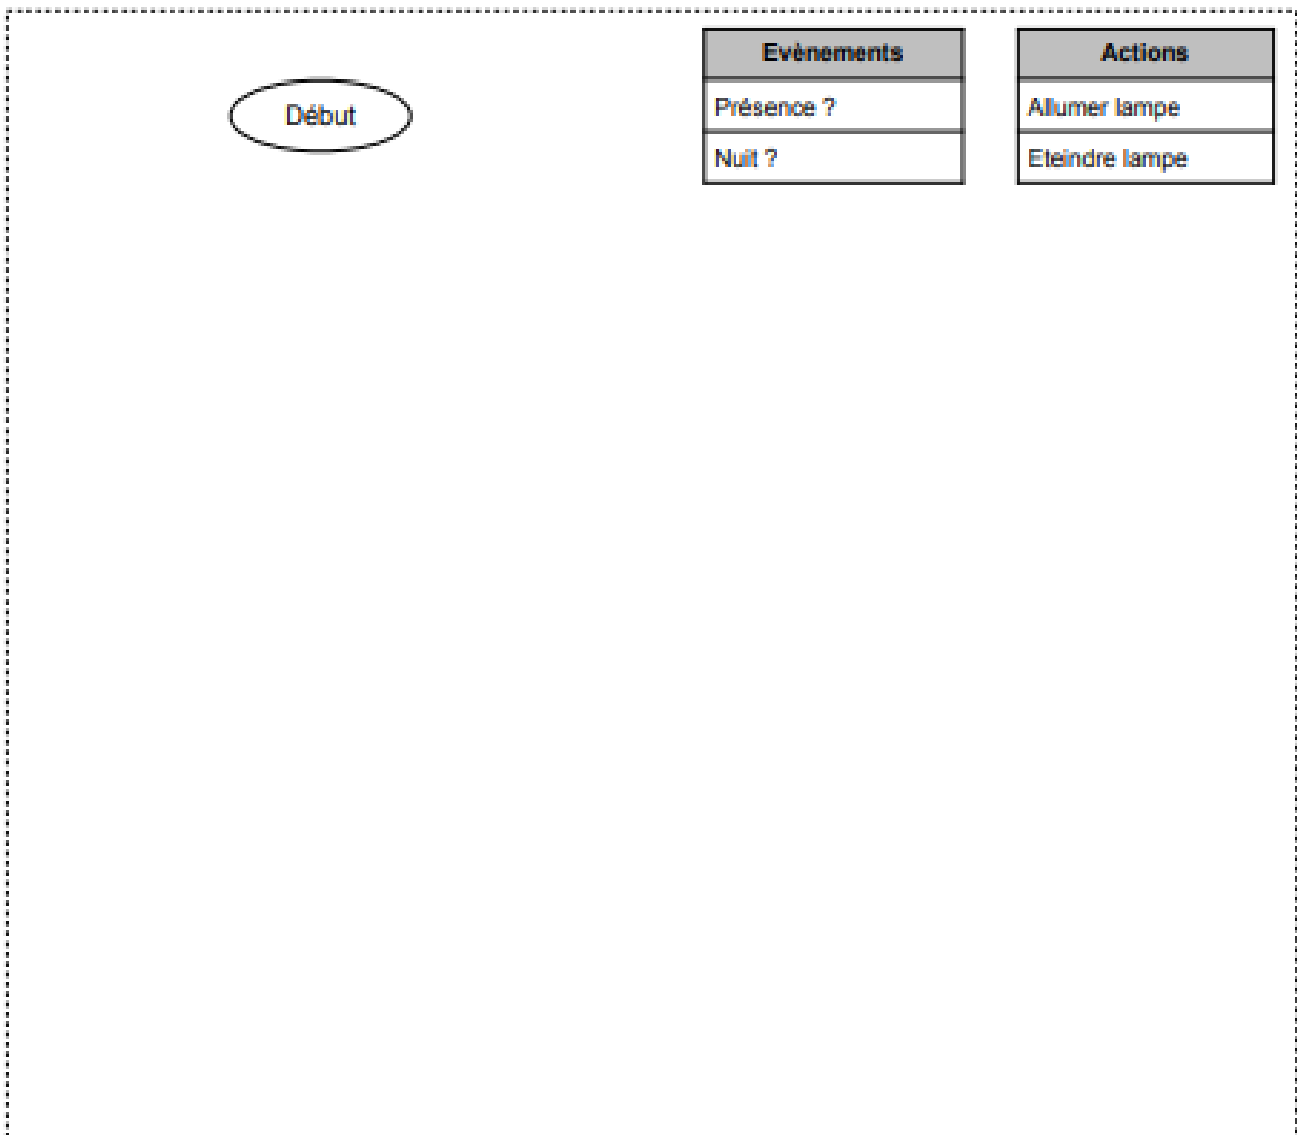 Début
Evènements
Présence ?
Nuit ?
Actions
Allumer lampe
Eteindre lampe